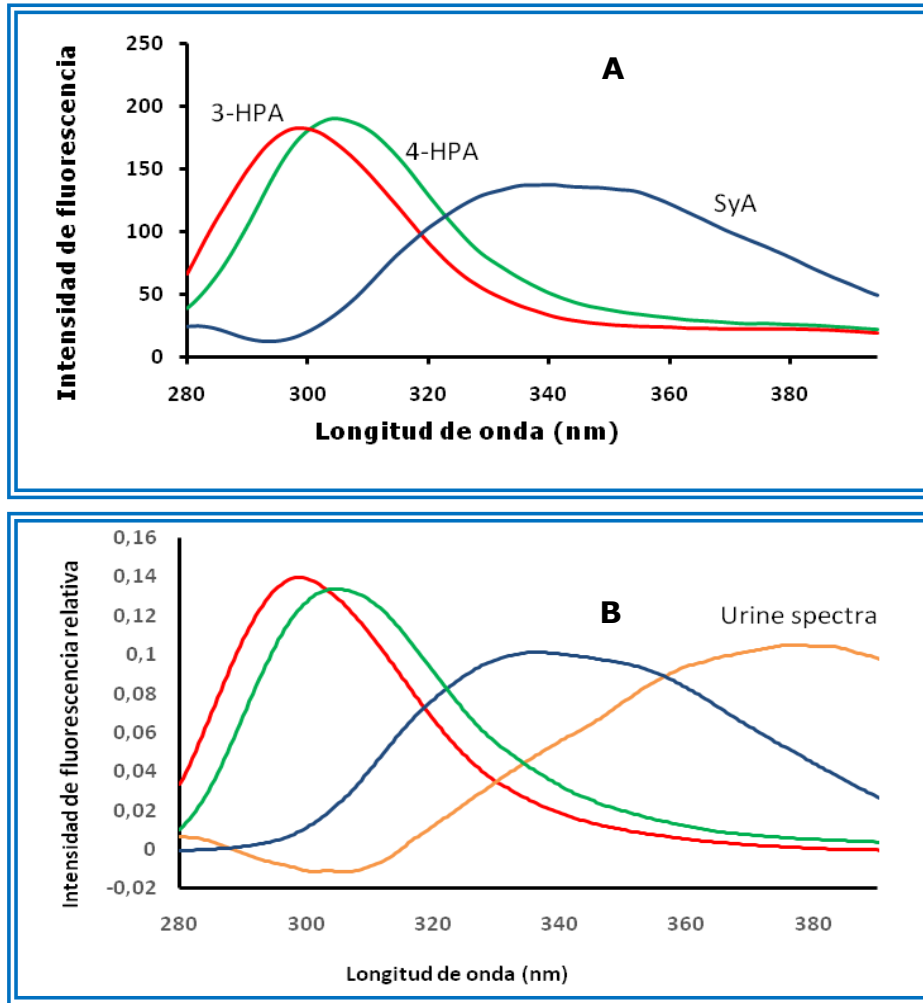 Intensidad de fluorescencia
250
200
150
100
50
0
A
3-HPA
4-HPA
SyA
280 300 320 340 360 380
Longitud de onda (nm)
Intensidad de fluorescencia relativa
0,16
0,14
0,12
0,1
0,08
0,06
0,04
0,02
0
-0,02
B
Urine spectra
280 300 320 340 360 380
Longitud de onda (nm)